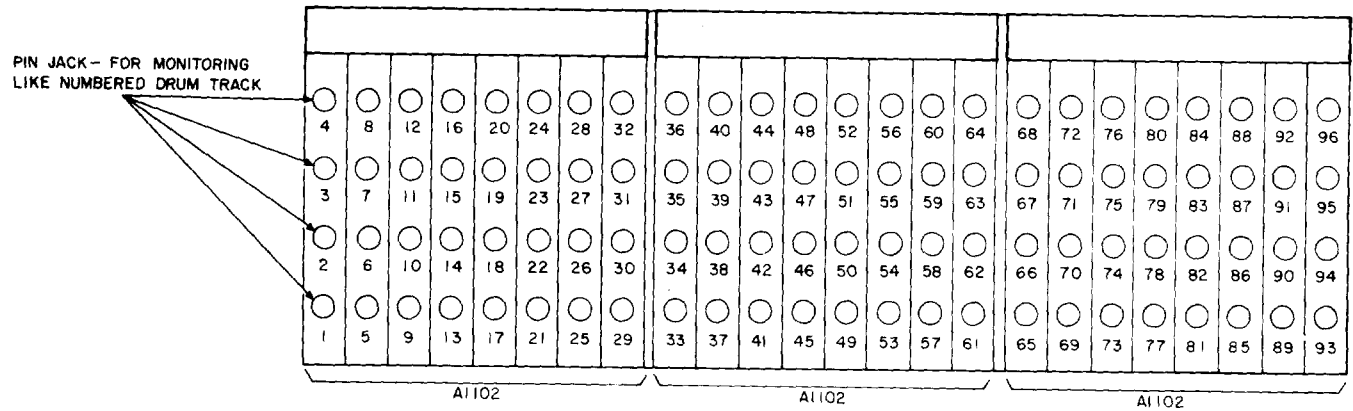 PIN JACK— FOR MONITORING
LIKE NUMBERED DRUM TRACK
4 8 12 16 20 24 28 32 36 40 44 48 52 56 60 64 68 72 76 80 84 88 92 96
3 7 11 15 19 23 27 31 35 39 43 47 51 55 59 63 67 71 75 79 83 87 91 95
2 6 10 14 18 22 26 30 34 38 42 46 50 54 58 62 66 70 74 78 82 86 90 94
1 5 9 13 17 21 25 29 33 37 41 45 49 53 57 61 65 69 73 77 81 85 89 93
A1102 A1102 A1102